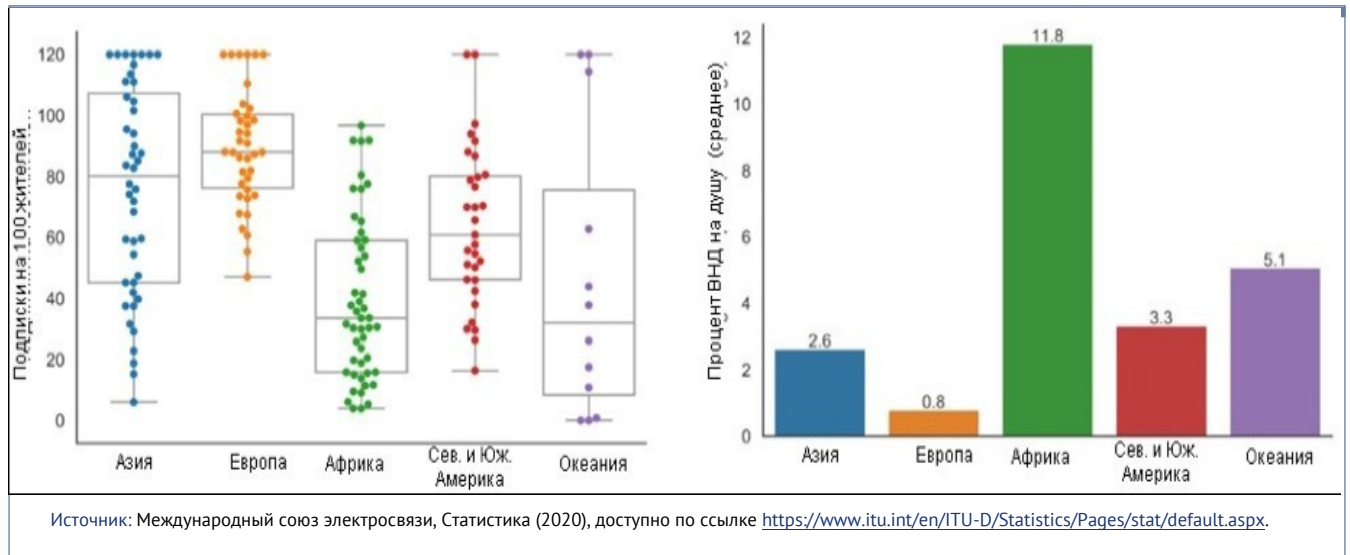 Подписки на 100 жителей...
120
100
80
60
40
20
0
Азия
Европа
Африка
Сев. и Юж.
Америка
Океания
Процент ВНД на душу (среднее)
12
10
8
6
4
2
0
2.6
0.8
11.8
3.3
5.1
Азия
Европа
Африка
Сев. и Юж.
Америка
Океания
Источник: Международный союз электросвязи, Статистика (2020), доступно по ссылке https://www.itu.int/en/ITU-D/Statistics/Pages/stat/default.aspx.